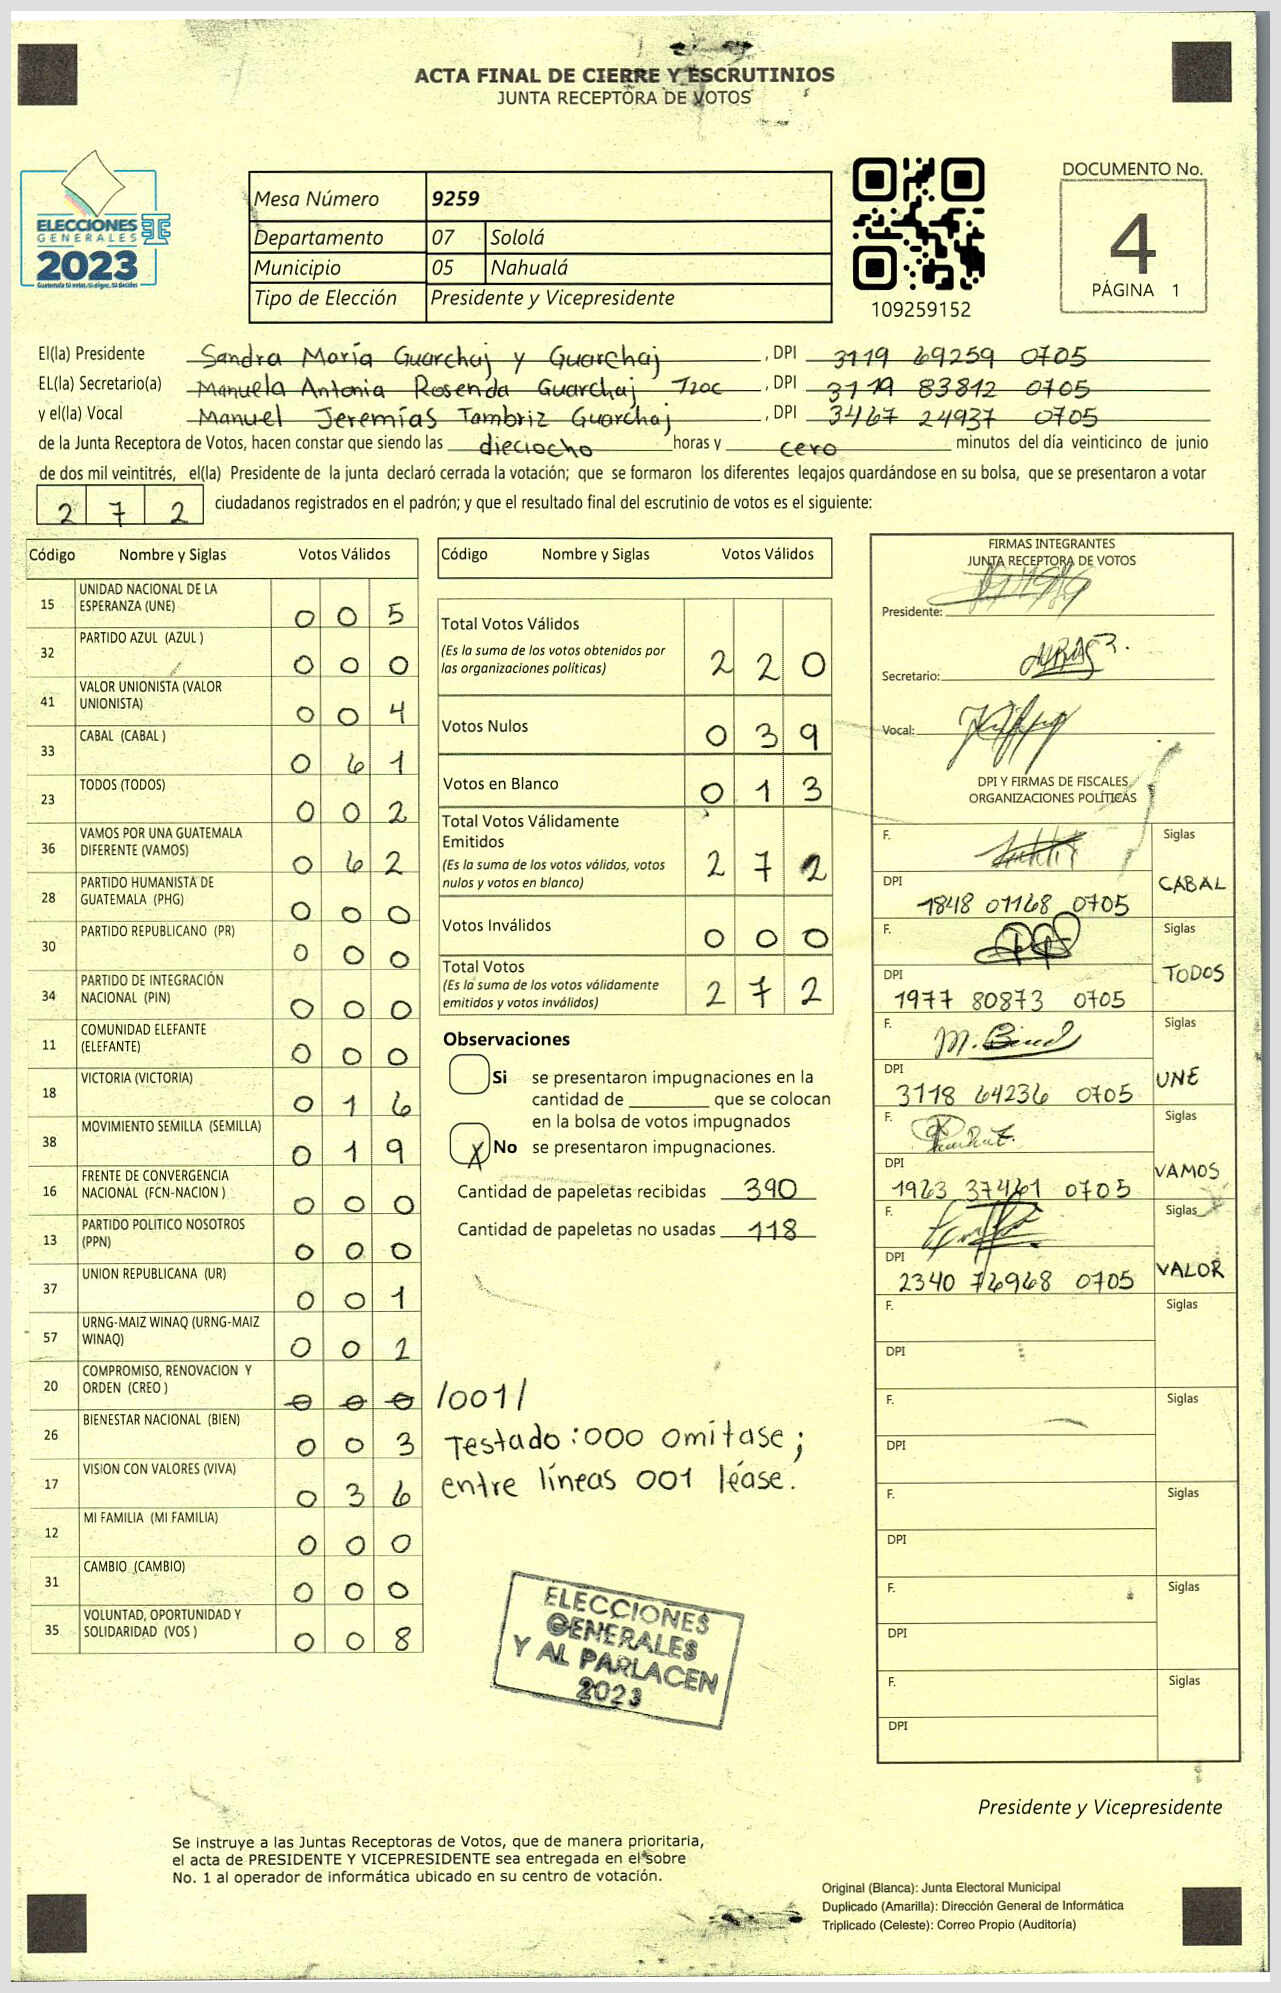 ACTA FINAL DE CIERRE Y ESCRUTINIOS
JUNTA RECEPTORA DE VOTOS
ELECCIONES
GENERALES
2023
Mesa Número 9259
Departamento 07 Sololá
Municipio 05 Nahualá
Tipo de Elección Presidente y Vicepresidente
109259152
DOCUMENTO No.
4
PÁGINA 1
El(la) Presidente Sandra María Guarchaj y Guarchaj, DPI 3119 69259 0705
EL(la) Secretario(a) Manuela Antonia Rosenda Guarchaj Tzoc, DPI 3119 83812 0705
y el(la) Vocal Manuel Jeremías Tambriz Guarchaj, DPI 3467 24937 0705
de la Junta Receptora de Votos, hacen constar que siendo las dieciocho horas y cero minutos del día veinticinco de junio
de dos mil veintitrés, el(la) Presidente de la junta declaró cerrada la votación; que se formaron los diferentes legajos quardándose en su bolsa, que se presentaron a votar
2 7 2 ciudadanos registrados en el padrón; y que el resultado final del escrutinio de votos es el siguiente:
Código Nombre y Siglas Votos Válidos
15 UNIDAD NACIONAL DE LA ESPERANZA (UNE) 0 0 5
32 PARTIDO AZUL (AZUL ) 0 0 0
41 VALOR UNIONISTA (VALOR UNIONISTA) 0 0 4
33 CABAL (CABAL ) 0 6 1
23 TODOS (TODOS) 0 0 2
36 VAMOS POR UNA GUATEMALA DIFERENTE (VAMOS) 0 6 2
28 PARTIDO HUMANISTA DE GUATEMALA (PHG) 0 0 0
30 PARTIDO REPUBLICANO (PR) 0 0 0
34 PARTIDO DE INTEGRACIÓN NACIONAL (PIN) 0 0 0
11 COMUNIDAD ELEFANTE (ELEFANTE) 0 0 0
18 VICTORIA (VICTORIA) 0 1 6
38 MOVIMIENTO SEMILLA (SEMILLA) 0 1 9
16 FRENTE DE CONVERGENCIA NACIONAL (FCN-NACION ) 0 0 0
13 PARTIDO POLITICO NOSOTROS (PPN) 0 0 0
37 UNION REPUBLICANA (UR) 0 0 1
57 URNG-MAIZ WINAQ (URNG-MAIZ WINAQ) 0 0 2
20 COMPROMISO, RENOVACION Y ORDEN (CREO ) 0 0 0 /001/
26 BIENESTAR NACIONAL (BIEN) 0 0 3
17 VISION CON VALORES (VIVA) 0 3 6
12 MI FAMILIA (MI FAMILIA) 0 0 0
31 CAMBIO (CAMBIO) 0 0 0
35 VOLUNTAD, OPORTUNIDAD Y SOLIDARIDAD (VOS ) 0 0 8
Código Nombre y Siglas Votos Válidos
Total Votos Válidos 2 2 0
(Es la suma de los votos obtenidos por
las organizaciones políticas)
Votos Nulos 0 3 9
Votos en Blanco 0 1 3
Total Votos Válidamente
Emitidos 2 7 2
(Es la suma de los votos válidos, votos
nulos y votos en blanco)
Votos Inválidos 0 0 0
Total Votos 2 7 2
(Es la suma de los votos válidamente
emitidos y votos inválidos)
Observaciones
Si se presentaron impugnaciones en la
cantidad de ________ que se colocan
en la bolsa de votos impugnados
X No se presentaron impugnaciones.
Cantidad de papeletas recibidas 390
Cantidad de papeletas no usadas 118
Testado: 000 omítase;
entre líneas 001 léase.
ELECCIONES
GENERALES
Y AL PARLACEN
2023
FIRMAS INTEGRANTES
JUNTA RECEPTORA DE VOTOS
Presidente:
Secretario:
Vocal:
DPI Y FIRMAS DE FISCALES
ORGANIZACIONES POLÍTICAS
F. Siglas
DPI 1848 01168 0705 CABAL
F. Siglas
DPI 1977 80873 0705 TODOS
F. Siglas
DPI 3118 64236 0705 UNE
F. Siglas
DPI 1963 37461 0705 VAMOS
F. Siglas
DPI 2340 76968 0705 VALOR
F. Siglas
DPI
F. Siglas
DPI
F. Siglas
DPI
F. Siglas
DPI
F. Siglas
DPI
Presidente y Vicepresidente
Se instruye a las Juntas Receptoras de Votos, que de manera prioritaria,
el acta de PRESIDENTE Y VICEPRESIDENTE sea entregada en el sobre
No. 1 al operador de informática ubicado en su centro de votación.
Original (Blanca): Junta Electoral Municipal
Duplicado (Amarilla): Dirección General de Informática
Triplicado (Celeste): Correo Propio (Auditoría)